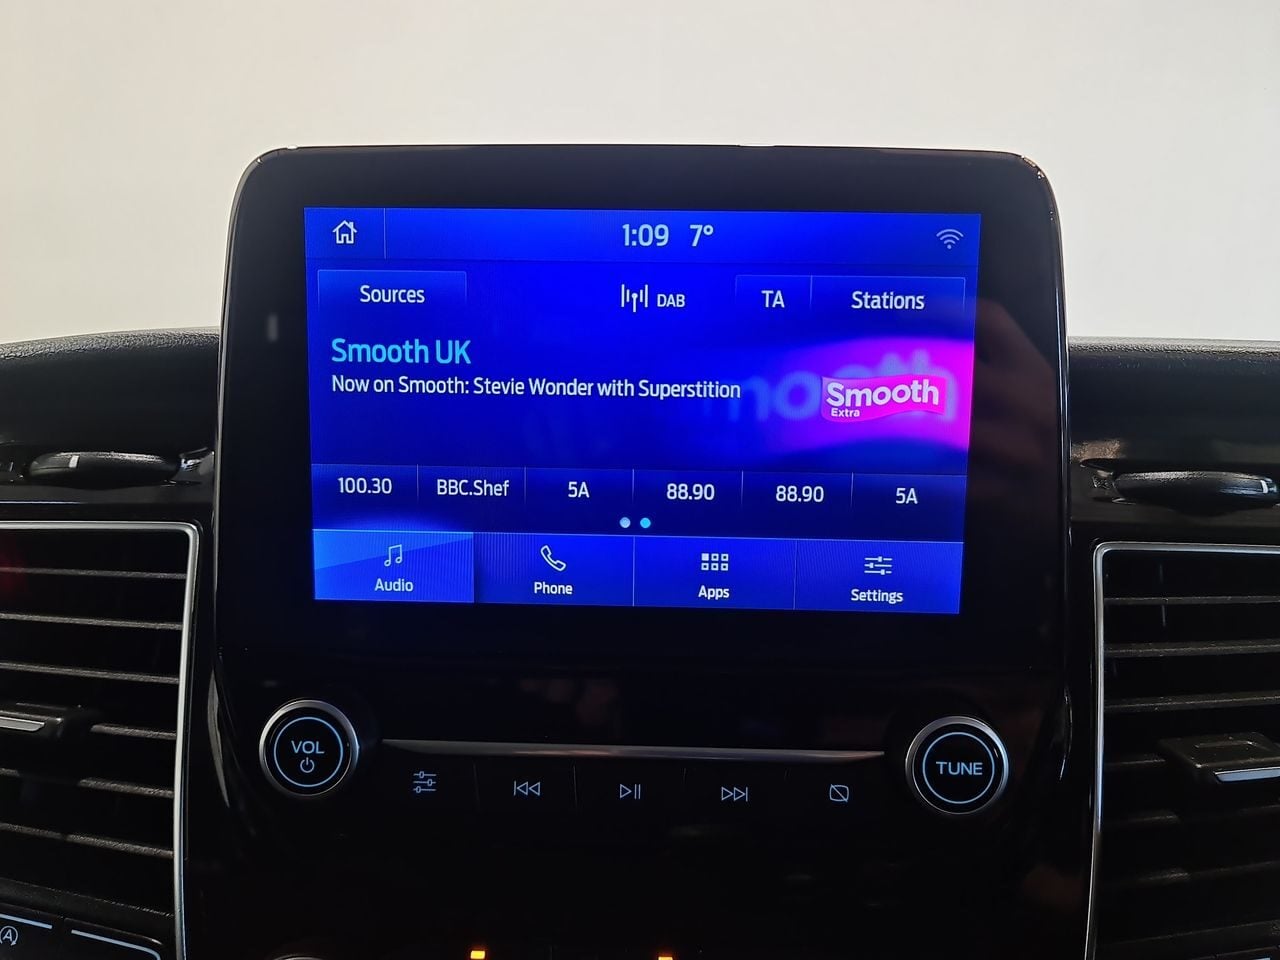 1:09 7°
Sources
DAB
TA
Stations
Smooth UK
Now on Smooth: Stevie Wonder with Superstition
Smooth
Extra
100.30
BBC.Shef
5A
88.90
88.90
5A
Audio
Phone
Apps
Settings
VOL
TUNE
A